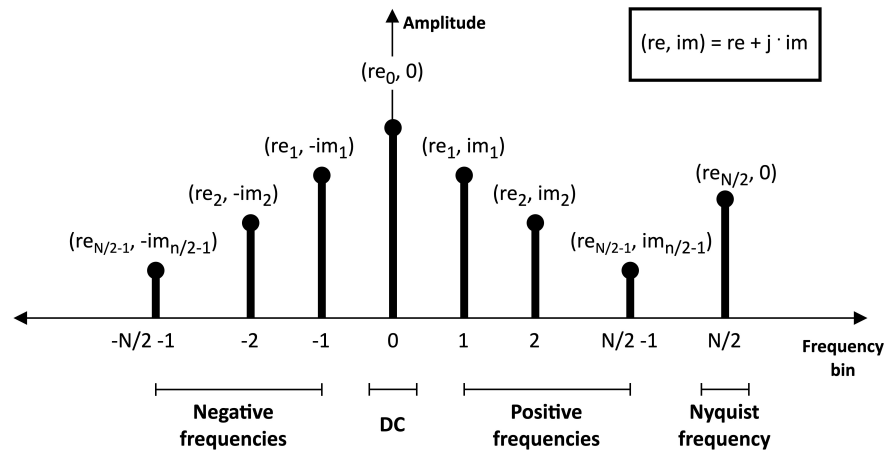 Amplitude
(re, im) = re + j · im
(re0, 0)
(re1, -im1)
(re1, im1)
(re2, -im2)
(re2, im2)
(reN/2, 0)
(reN/2-1, -imn/2-1)
(reN/2-1, imn/2-1)
-N/2 -1
-2
-1
0
1
2
N/2 -1
N/2
Frequency
bin
Negative
frequencies
DC
Positive
frequencies
Nyquist
frequency